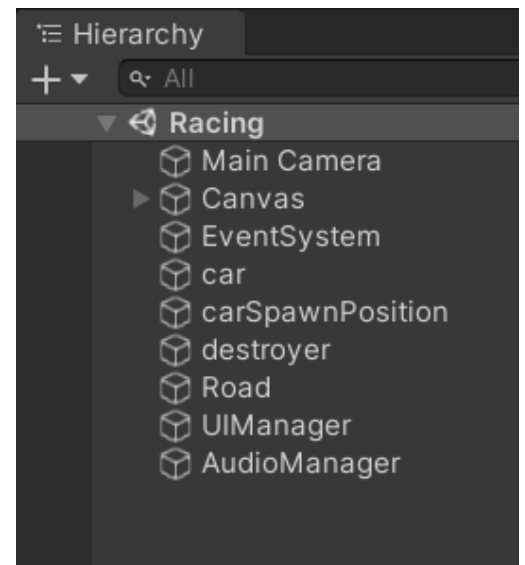 Hierarchy
All
Racing
Main Camera
Canvas
EventSystem
car
carSpawnPosition
destroyer
Road
UIManager
AudioManager